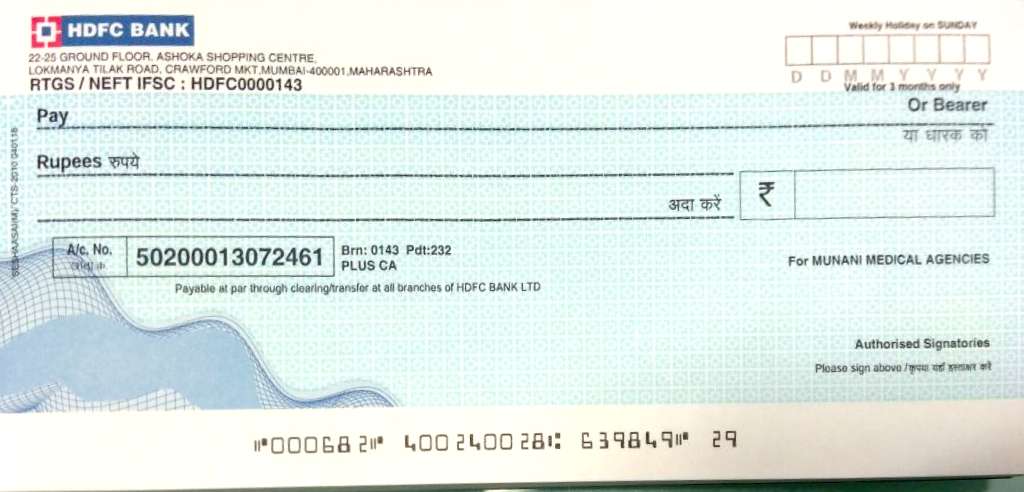 HDFC BANK
22-25 GROUND FLOOR. ASHOKA SHOPPING CENTRE,
LOKMANYA TILAK ROAD, CRAWFORD MKT,MUMBAI-400001,MAHARASHTRA
RTGS / NEFT IFSC : HDFC0000143
Weekly Holiday on SUNDAY
D D M M Y Y Y Y
Valid for 3 months only
Pay
Or Bearer
या धारक को
Rupees रुपये
अदा करें
₹
A/c. No.
50200013072461
Brn: 0143 Pdt:232
PLUS CA
Payable at par through clearing/transfer at all branches of HDFC BANK LTD
For MUNANI MEDICAL AGENCIES
Authorised Signatories
Please sign above / कृपया यहाँ हस्ताक्षर करें
CTS-2010
⑈000682⑈ 400240028⑆ 639849⑈ 29